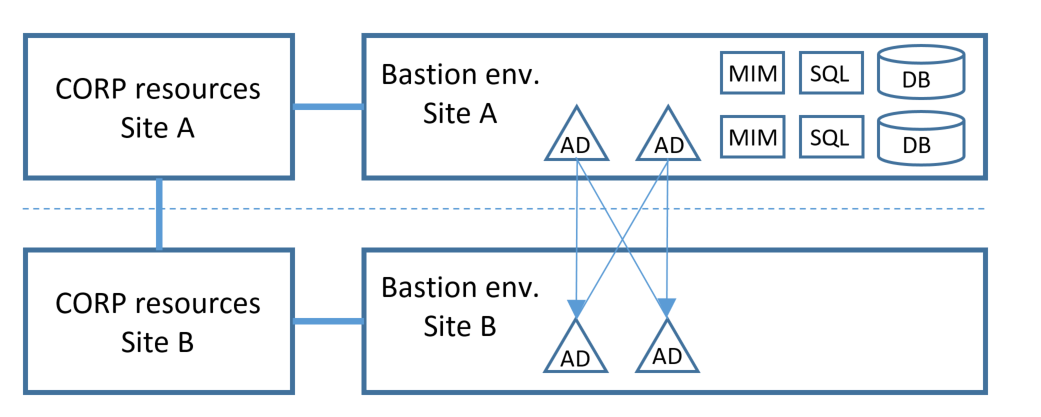 CORP resources
Site A
Bastion env.
Site A
AD
AD
MIM
SQL
DB
MIM
SQL
DB
CORP resources
Site B
Bastion env.
Site B
AD
AD